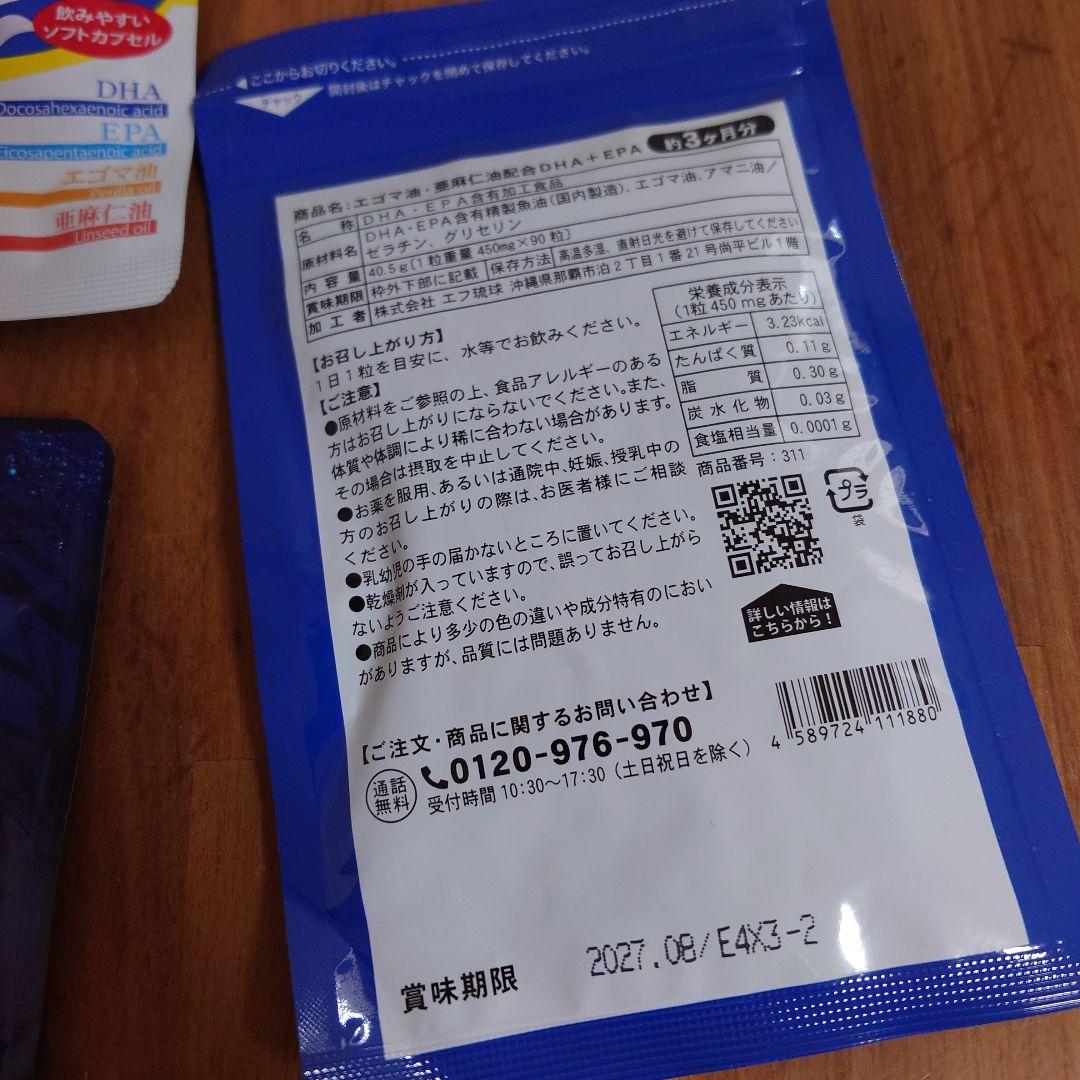 飲みやすい
ソフトカプセル
DHA
Docosahexaenoic acid
EPA
Eicosapentaenoic acid
エゴマ油
Perilla oil
亜麻仁油
Linseed oil
◀ここからお切りください。
チャック
開封後はチャックを閉めて保存してください。
商品名:エゴマ油・亜麻仁油配合DHA+EPA 約3ヶ月分
名称 DHA・EPA含有加工食品
原材料名 DHA・EPA含有精製魚油(国内製造)、エゴマ油、アマニ油/
ゼラチン、グリセリン
内容量 40.5g[1粒重量 450mg×90粒]
賞味期限 枠外下部に記載 保存方法 高温多湿、直射日光を避けて保存してください
加工者 株式会社 エフ琉球 沖縄県那覇市泊2丁目1番21号尚平ビル1階
【お召し上がり方】
1日1粒を目安に、水等でお飲みください。
【ご注意】
●原材料をご参照の上、食品アレルギーのある
方はお召し上がりにならないでください。また、
体質や体調により稀に合わない場合があります。
その場合は摂取を中止してください。
●お薬を服用、あるいは通院中、妊娠、授乳中の
方のお召し上がりの際は、お医者様にご相談
ください。
●乳幼児の手の届かないところに置いてください。
●乾燥剤が入っていますので、誤ってお召し上がら
ないようご注意ください。
●商品により多少の色の違いや成分特有のにおい
がありますが、品質には問題ありません。
栄養成分表示
(1粒 450 mgあたり)
エネルギー 3.23kcal
たんぱく質 0.11g
脂質 0.30g
炭水化物 0.03g
食塩相当量 0.0001g
商品番号:311
プラ
袋
詳しい情報は
こちらから!
【ご注文・商品に関するお問い合わせ】
通話
無料
0120-976-970
受付時間 10:30~17:30(土日祝日を除く)
4 589724 111880
賞味期限
2027.08/E4X3-2